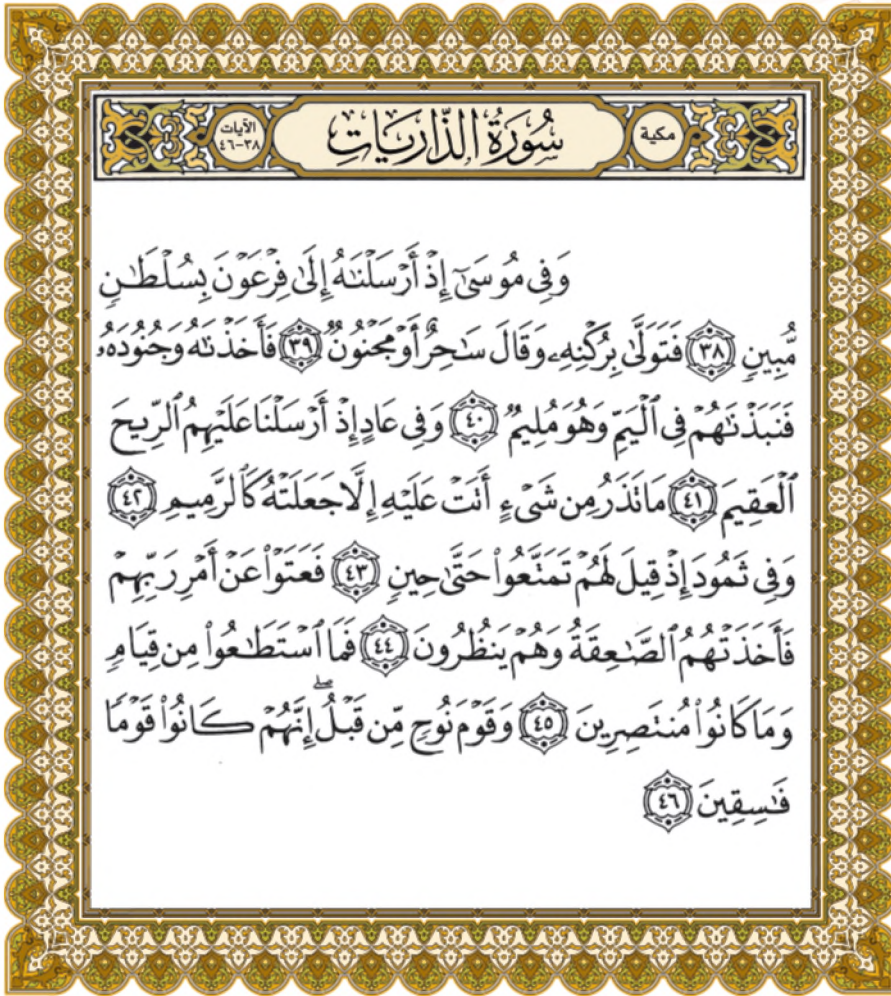 مكية
سُورَةُ الذَّارِيَاتِ
الآيات
٣٨-٤٦
وَفِى مُوسَىٰٓ إِذْ أَرْسَلْنَٰهُ إِلَىٰ فِرْعَوْنَ بِسُلْطَٰنٍ
مُّبِينٍ ٣٨ فَتَوَلَّىٰ بِرُكْنِهِۦ وَقَالَ سَٰحِرٌ أَوْ مَجْنُونٌ ٣٩ فَأَخَذْنَٰهُ وَجُنُودَهُۥ
فَنَبَذْنَٰهُمْ فِى ٱلْيَمِّ وَهُوَ مُلِيمٌ ٤٠ وَفِى عَادٍ إِذْ أَرْسَلْنَا عَلَيْهِمُ ٱلرِّيحَ
ٱلْعَقِيمَ ٤١ مَا تَذَرُ مِن شَىْءٍ أَتَتْ عَلَيْهِ إِلَّا جَعَلَتْهُ كَٱلرَّمِيمِ ٤٢
وَفِى ثَمُودَ إِذْ قِيلَ لَهُمْ تَمَتَّعُوا۟ حَتَّىٰ حِينٍ ٤٣ فَعَتَوْا۟ عَنْ أَمْرِ رَبِّهِمْ
فَأَخَذَتْهُمُ ٱلصَّٰعِقَةُ وَهُمْ يَنظُرُونَ ٤٤ فَمَا ٱسْتَطَٰعُوا۟ مِن قِيَامٍ
وَمَا كَانُوا۟ مُنتَصِرِينَ ٤٥ وَقَوْمَ نُوحٍ مِّن قَبْلُ ۖ إِنَّهُمْ كَانُوا۟ قَوْمًا
فَٰسِقِينَ ٤٦